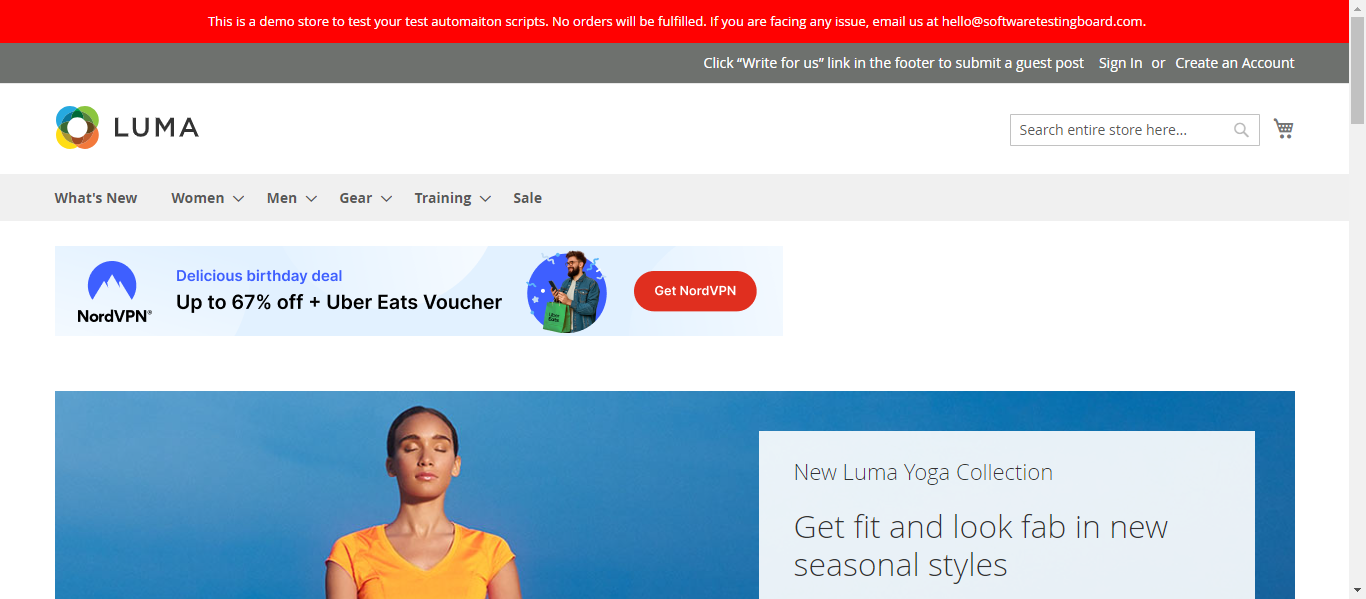 This is a demo store to test your test automaiton scripts. No orders will be fulfilled. If you are facing any issue, email us at hello@softwaretestingboard.com.
Click “Write for us” link in the footer to submit a guest post Sign In or Create an Account
LUMA
Search entire store here...
What's New Women Men Gear Training Sale
NordVPN®
Delicious birthday deal
Up to 67% off + Uber Eats Voucher
Uber Eats
Get NordVPN
New Luma Yoga Collection
Get fit and look fab in new
seasonal styles